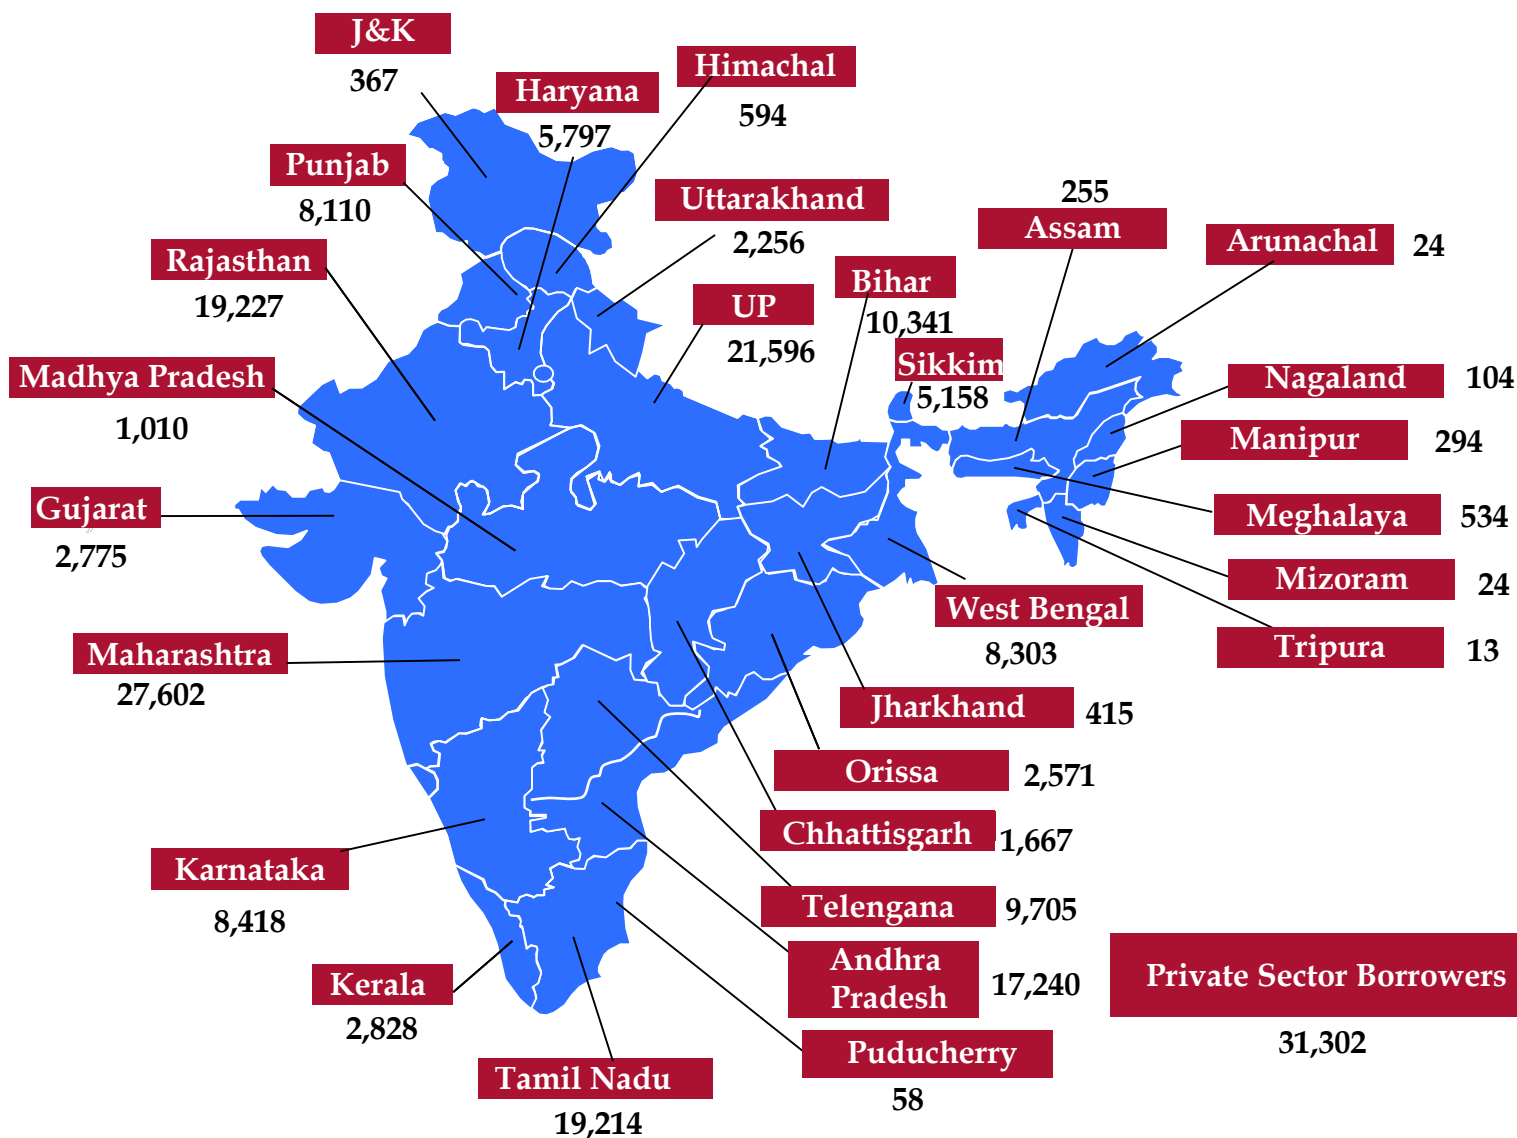 J&K
367
Himachal
594
Haryana
5,797
Punjab
8,110
Uttarakhand
2,256
255
Assam
Arunachal 24
Rajasthan
19,227
Bihar
10,341
UP
21,596
Sikkim
5,158
Madhya Pradesh
1,010
Nagaland 104
Manipur 294
Gujarat
2,775
Meghalaya 534
Mizoram 24
West Bengal
8,303
Tripura 13
Maharashtra
27,602
Jharkhand 415
Orissa 2,571
Chhattisgarh 1,667
Karnataka
8,418
Telengana 9,705
Andhra
Pradesh 17,240
Private Sector Borrowers
31,302
Kerala
2,828
Puducherry
58
Tamil Nadu
19,214